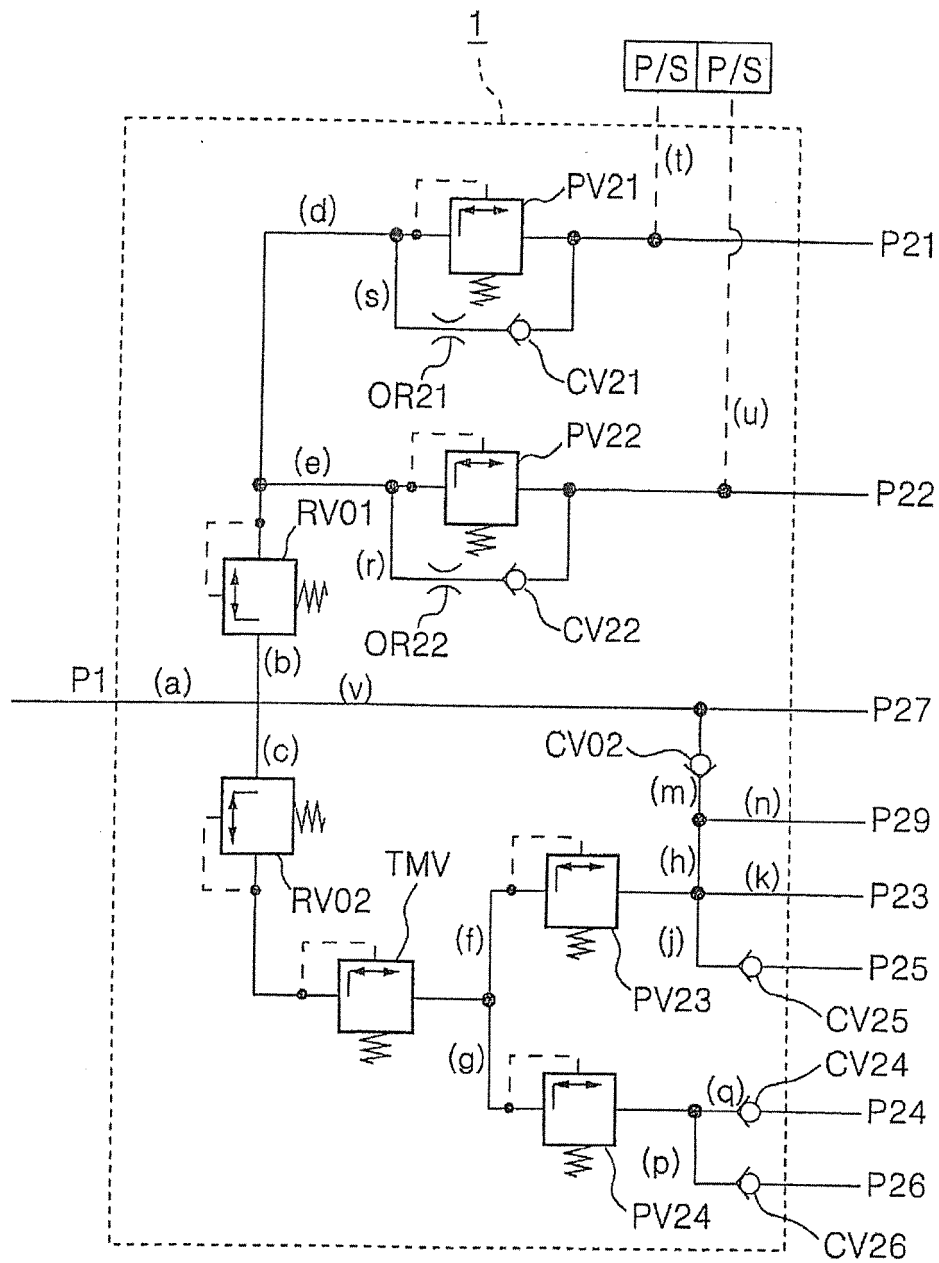 1
P/S P/S
(t)
PV21
(d)
P21
(s)
OR21
CV21
(u)
PV22
(e)
P22
RV01
(r)
OR22
CV22
(b)
P1
(a)
(v)
P27
CV02
(c)
(m)
(n)
P29
TMV
(h)
(k)
P23
RV02
(f)
(j)
P25
PV23
CV25
(g)
CV24
(q)
P24
(p)
P26
PV24
CV26